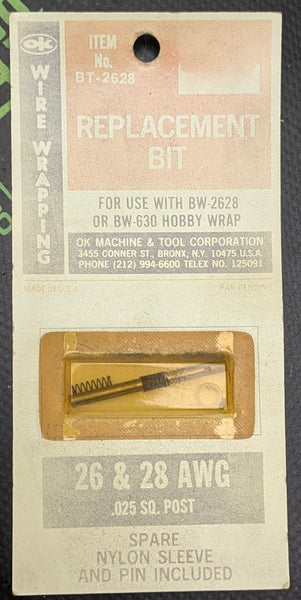 OK
WIRE WRAPPING
ITEM
No.
BT-2628
REPLACEMENT
BIT
FOR USE WITH BW-2628
OR BW-630 HOBBY WRAP
OK MACHINE & TOOL CORPORATION
3455 CONNER ST., BRONX, N.Y. 10475 U.S.A.
PHONE (212) 994-6600 TELEX NO. 125091
MADE IN U.S.A.
PAT. PENDING
26 & 28 AWG
.025 SQ. POST
SPARE
NYLON SLEEVE
AND PIN INCLUDED